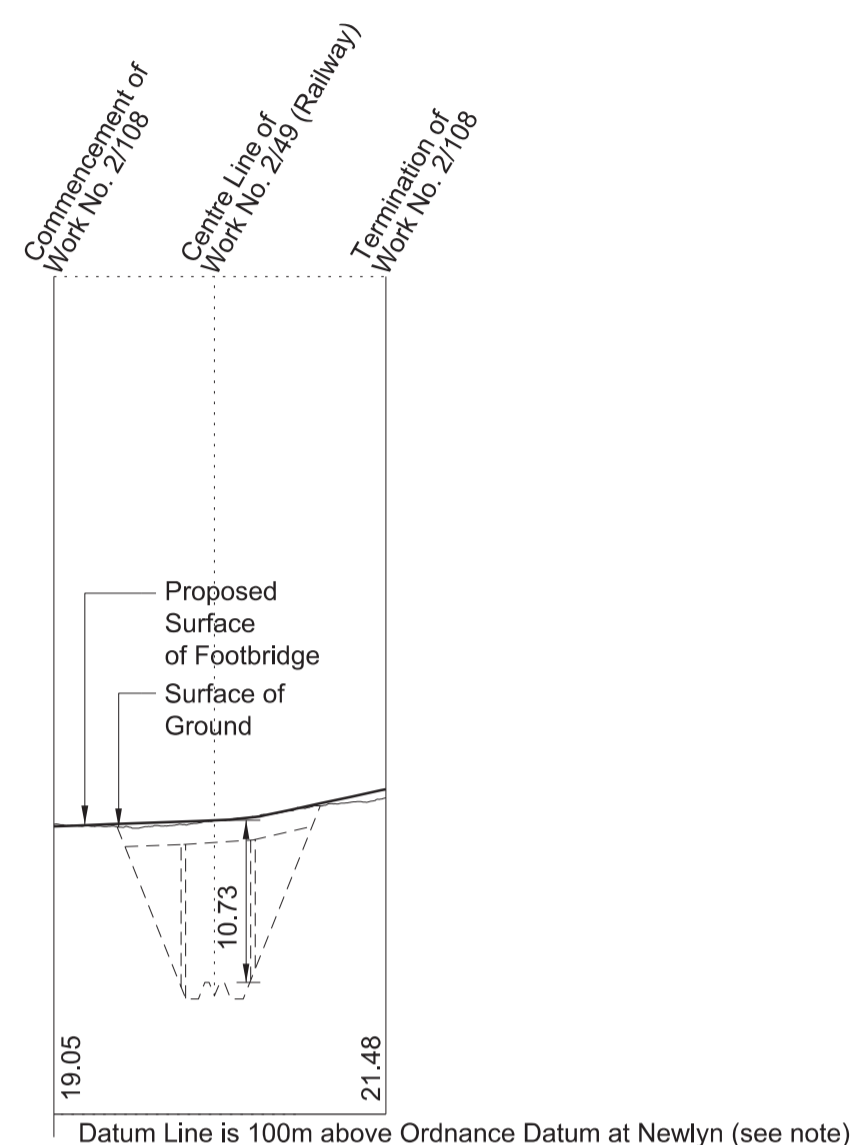 Commencement of
Work No. 2/108
Centre Line of
Work No. 2/49 (Railway)
Termination of
Work No. 2/108
Proposed
Surface
of Footbridge
Surface of
Ground
10.73
19.05
21.48
Datum Line is 100m above Ordnance Datum at Newlyn (see note)